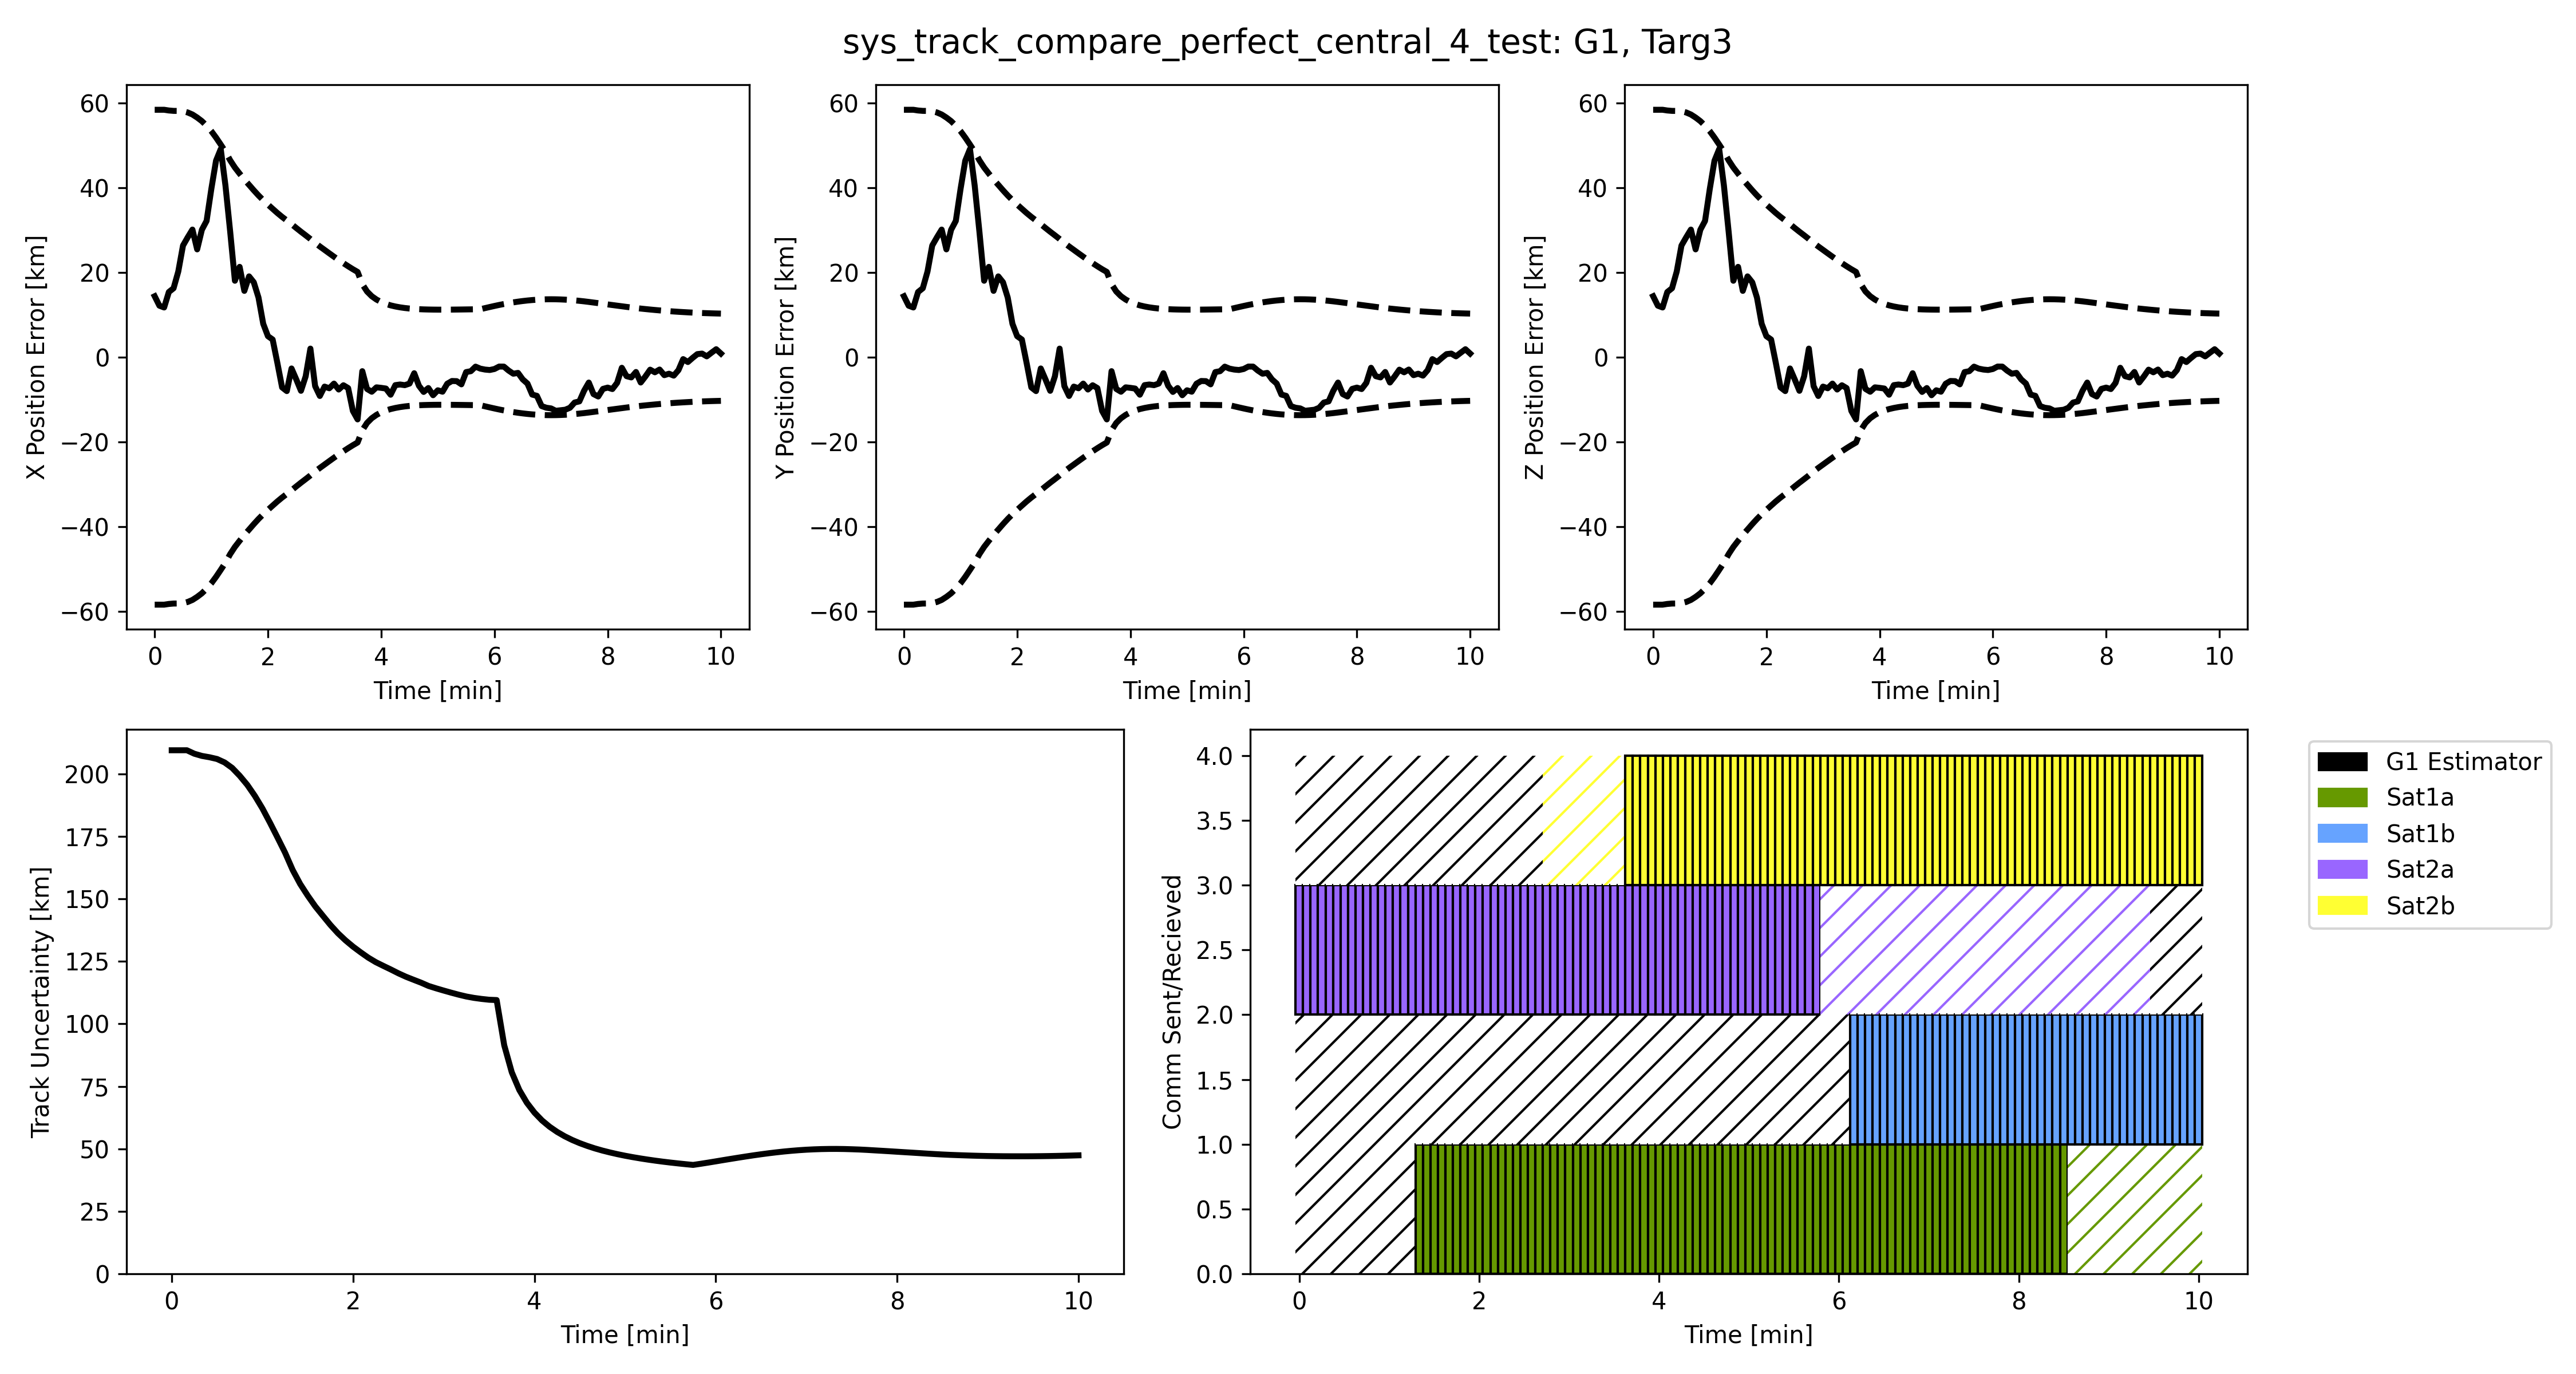 sys_track_compare_perfect_central_4_test: G1, Targ3
X Position Error [km]
60
40
20
0
−20
−40
−60
0 2 4 6 8 10
Time [min]
Y Position Error [km]
60
40
20
0
−20
−40
−60
0 2 4 6 8 10
Time [min]
Z Position Error [km]
60
40
20
0
−20
−40
−60
0 2 4 6 8 10
Time [min]
Track Uncertainty [km]
200
175
150
125
100
75
50
25
0
0 2 4 6 8 10
Time [min]
Comm Sent/Recieved
4.0
3.5
3.0
2.5
2.0
1.5
1.0
0.5
0.0
0 2 4 6 8 10
Time [min]
G1 Estimator
Sat1a
Sat1b
Sat2a
Sat2b